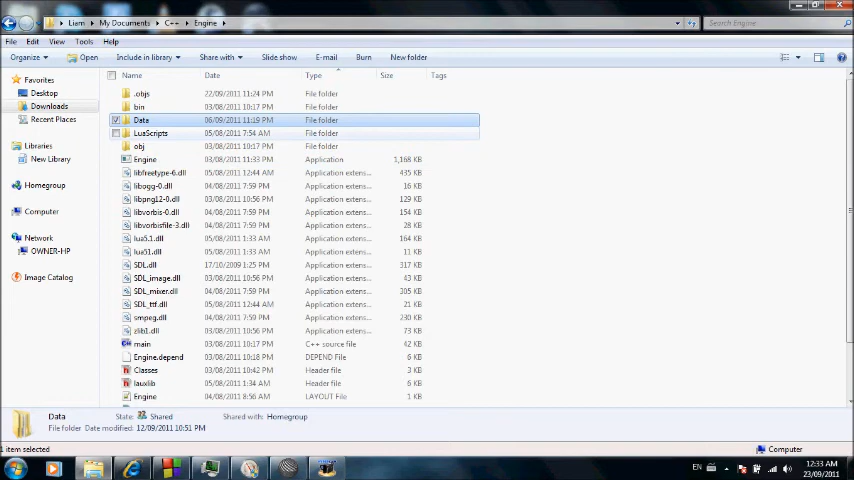 Liam ▸ My Documents ▸ C++ ▸ Engine ▸
Search Engine
File Edit View Tools Help
Organize Open Include in library Share with Slide show E-mail Burn New folder
Name Date Type Size Tags
Favorites
Desktop
Downloads
Recent Places
Libraries
New Library
Homegroup
Computer
Network
OWNER-HP
Image Catalog
.objs 22/09/2011 11:24 PM File folder
bin 03/08/2011 10:17 PM File folder
Data 06/09/2011 11:19 PM File folder
LuaScripts 05/08/2011 7:54 AM File folder
obj 03/08/2011 10:17 PM File folder
Engine 03/08/2011 11:33 PM Application 1,168 KB
libfreetype-6.dll 05/08/2011 12:44 AM Application extens... 435 KB
libogg-0.dll 04/08/2011 7:59 PM Application extens... 16 KB
libpng12-0.dll 03/08/2011 10:56 PM Application extens... 129 KB
libvorbis-0.dll 04/08/2011 7:59 PM Application extens... 154 KB
libvorbisfile-3.dll 04/08/2011 7:59 PM Application extens... 28 KB
lua5.1.dll 05/08/2011 1:33 AM Application extens... 164 KB
lua51.dll 05/08/2011 1:33 AM Application extens... 11 KB
SDL.dll 17/10/2009 1:25 PM Application extens... 317 KB
SDL_image.dll 03/08/2011 10:56 PM Application extens... 43 KB
SDL_mixer.dll 04/08/2011 7:59 PM Application extens... 305 KB
SDL_ttf.dll 05/08/2011 12:44 AM Application extens... 21 KB
smpeg.dll 04/08/2011 7:59 PM Application extens... 230 KB
zlib1.dll 03/08/2011 10:56 PM Application extens... 73 KB
main 03/08/2011 10:17 PM C++ source file 42 KB
Engine.depend 03/08/2011 10:18 PM DEPEND File 6 KB
Classes 03/08/2011 10:42 PM Header file 3 KB
lauxlib 05/08/2011 1:34 AM Header file 6 KB
Engine 04/08/2011 8:56 AM LAYOUT File 1 KB
Data State: Shared Shared with: Homegroup
File folder Date modified: 12/09/2011 10:51 PM
1 item selected
Computer
EN
12:33 AM
23/09/2011